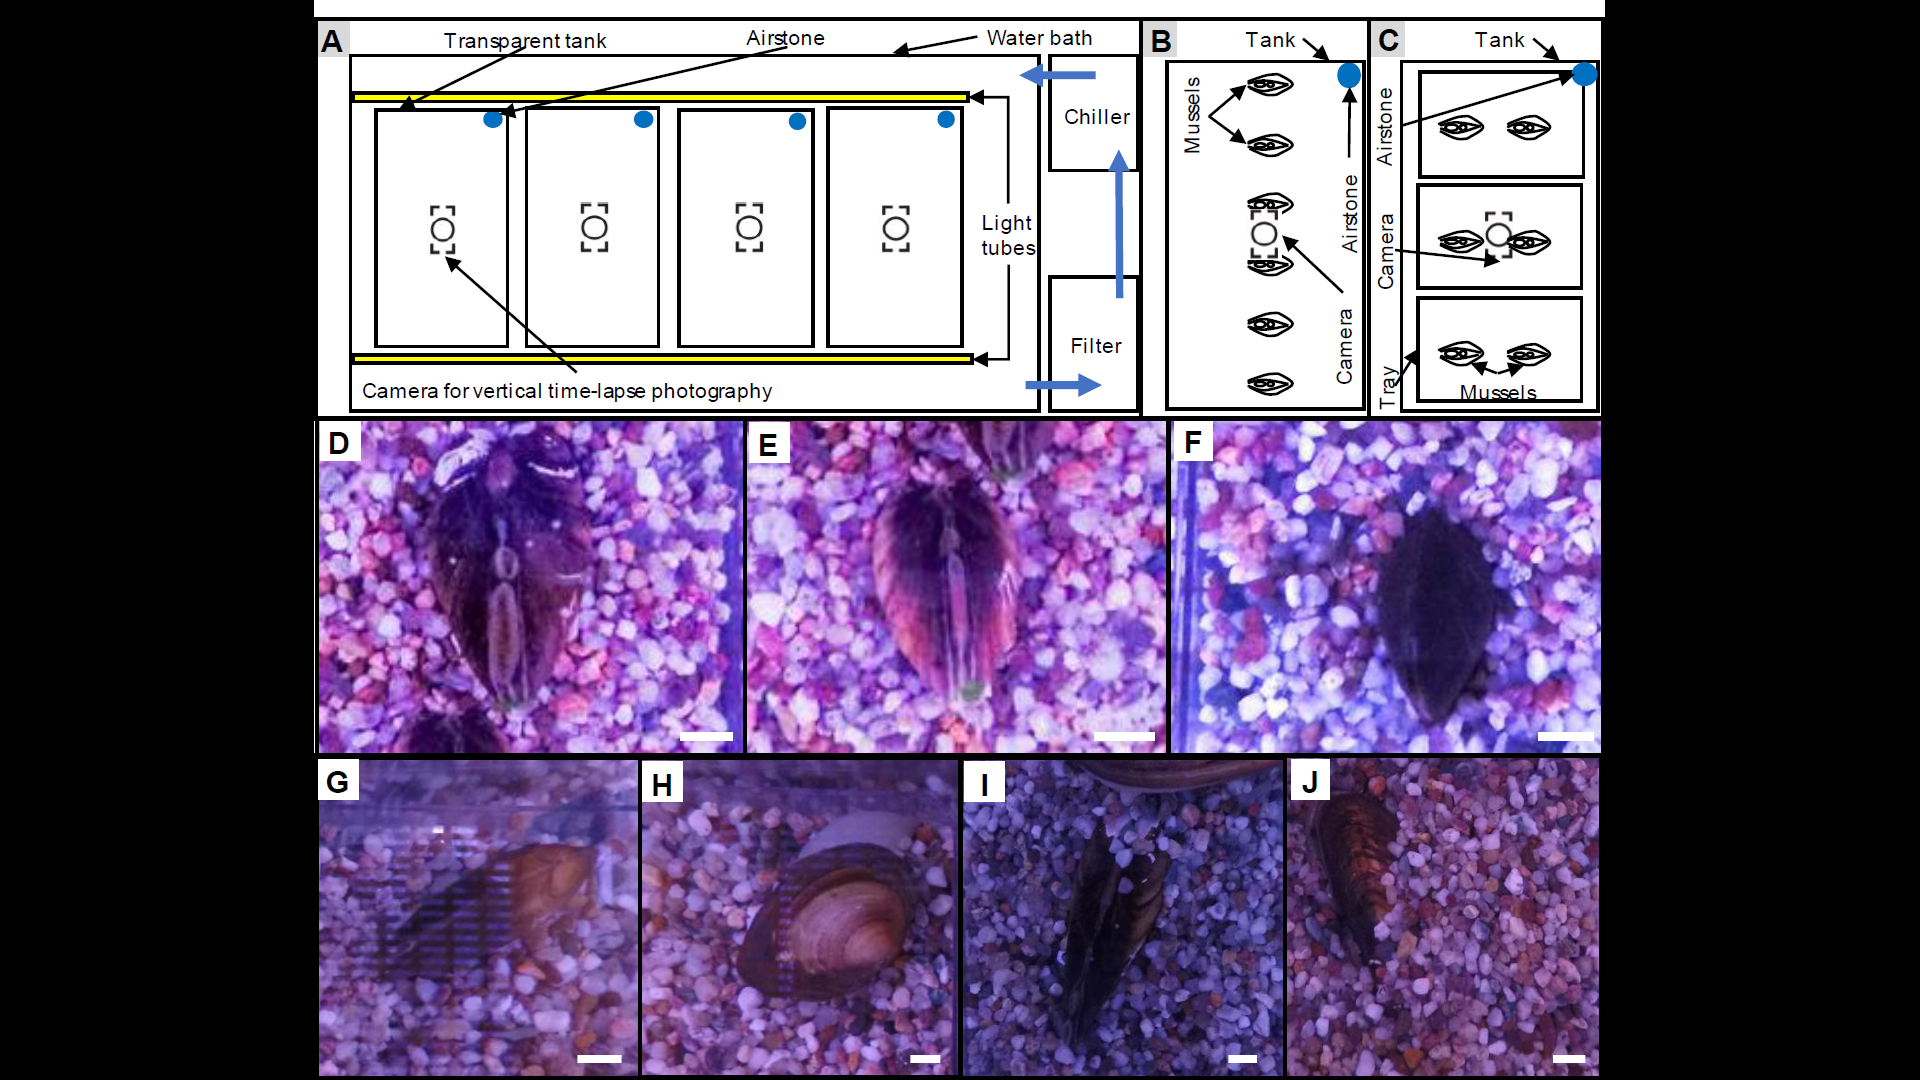 A
Transparent tank
Airstone
Water bath
Chiller
Light
tubes
Filter
Camera for vertical time-lapse photography
B
Tank
Mussels
Airstone
Camera
C
Tank
Airstone
Camera
Tray
Mussels
D
E
F
G
H
I
J